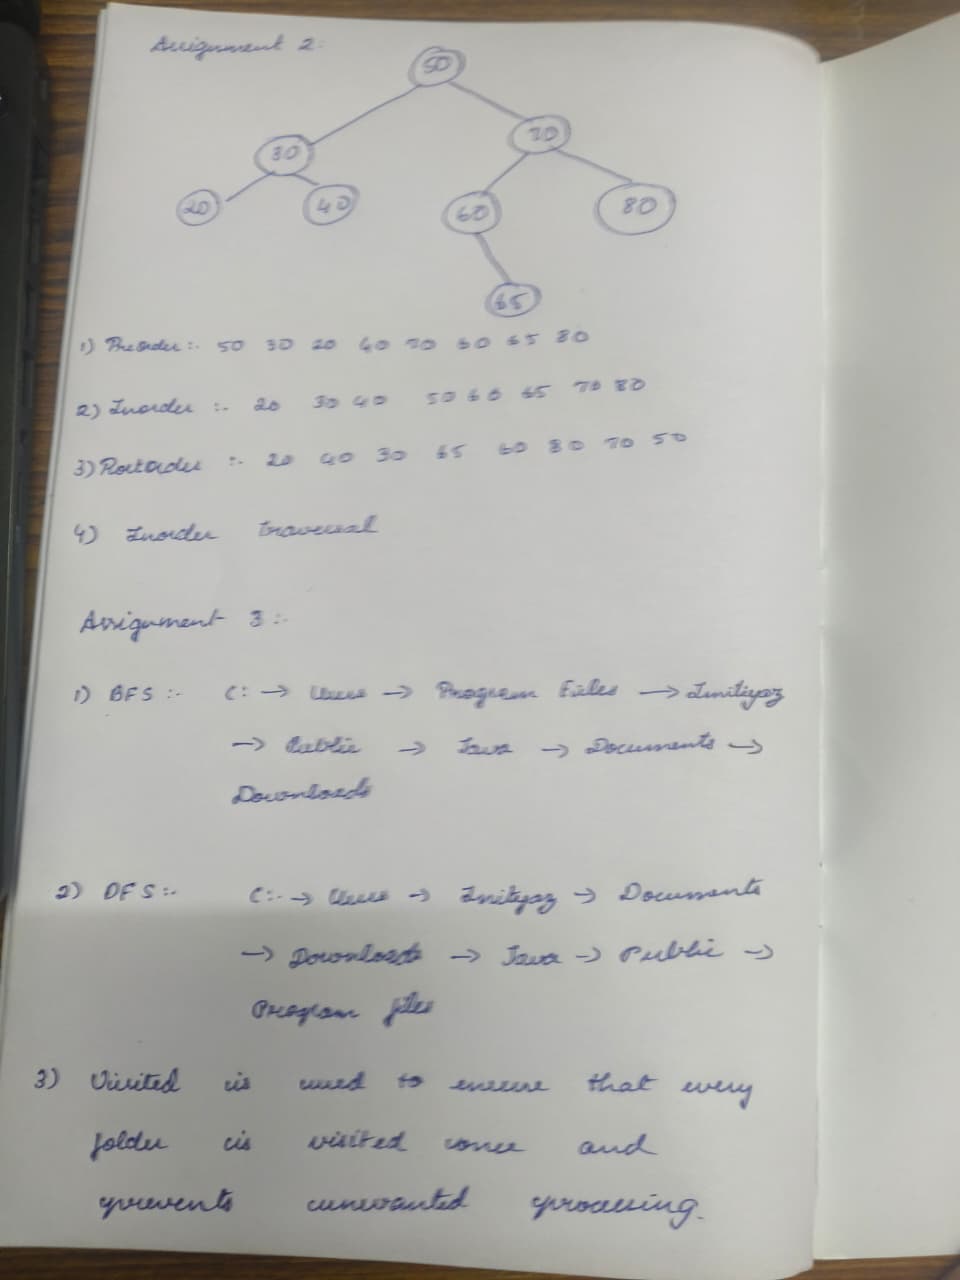 Assignment 2:
50
30
70
20
40
60
80
65
1) Preorder :- 50 30 20 40 70 60 65 80
2) Inorder :- 20 30 40 50 60 65 70 80
3) Postorder :- 20 40 30 65 60 80 70 50
4) Inorder traversal
Assignment 3 :-
1) BFS :- C: → Users → Program Files → Imitiyaz
→ Public → Java → Documents →
Downloads
2) DFS :- C:- → Users → Imitiyaz → Documents
→ Downloads → Java → Public →
Program files
3) Visited is used to ensure that every
folder is visited once and
prevents unwanted processing.